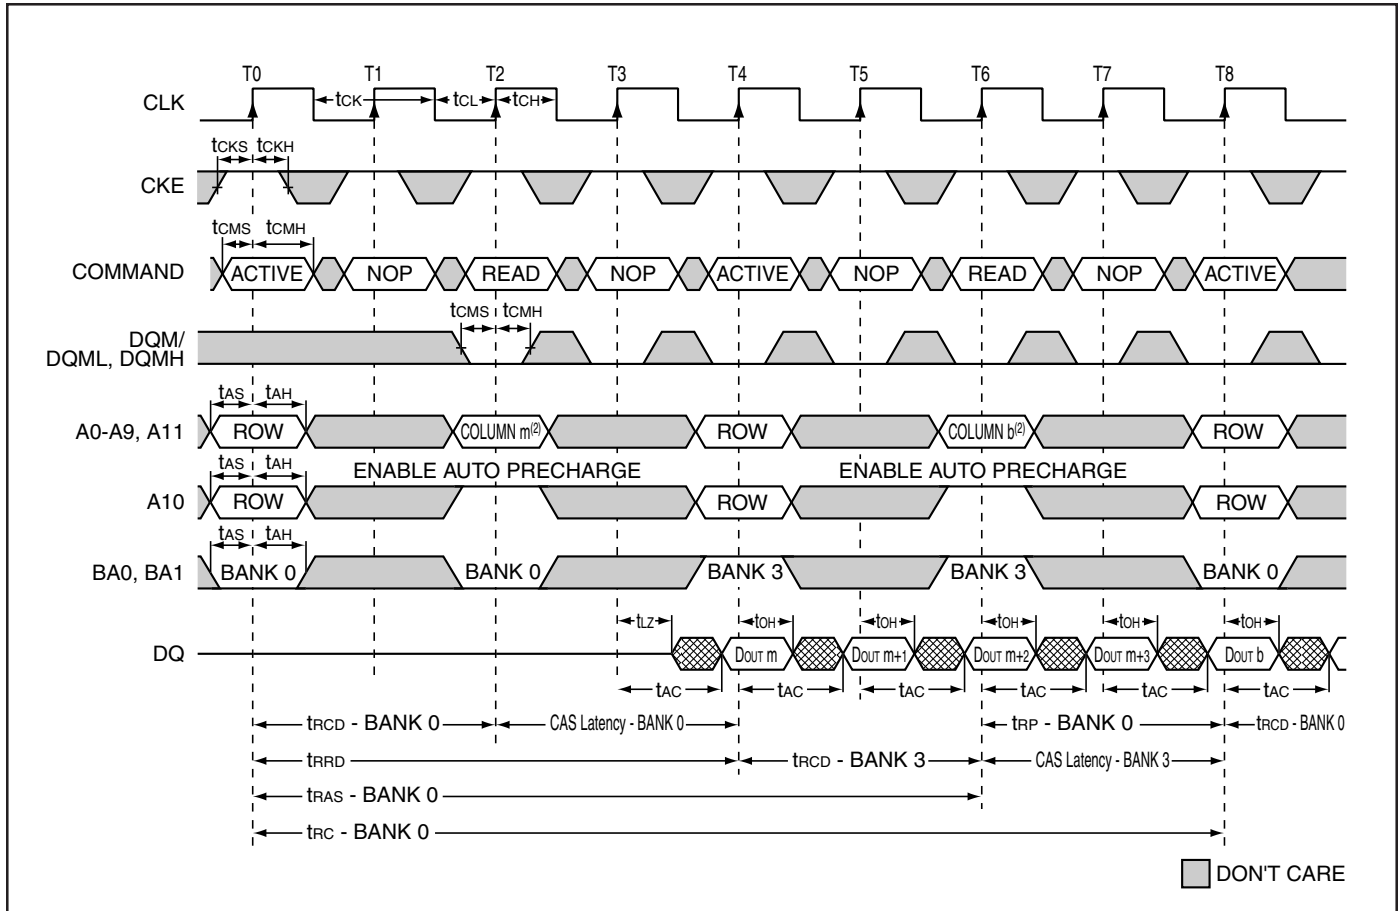 T0 T1 T2 T3 T4 T5 T6 T7 T8
CLK tCK tCL tCH
tCKS tCKH
CKE
tCMS tCMH
COMMAND ACTIVE NOP READ NOP ACTIVE NOP READ NOP ACTIVE
tCMS tCMH
DQM/
DQML, DQMH
tAS tAH
A0-A9, A11 ROW COLUMN m(2) ROW COLUMN b(2) ROW
tAS tAH ENABLE AUTO PRECHARGE ENABLE AUTO PRECHARGE
A10 ROW ROW ROW
tAS tAH
BA0, BA1 BANK 0 BANK 0 BANK 3 BANK 3 BANK 0
tLZ tOH tOH tOH tOH tOH
DQ DOUT m DOUT m+1 DOUT m+2 DOUT m+3 DOUT b
tAC tAC tAC tAC tAC tAC
tRCD - BANK 0 CAS Latency - BANK 0 tRP - BANK 0 tRCD - BANK 0
tRRD tRCD - BANK 3 CAS Latency - BANK 3
tRAS - BANK 0
tRC - BANK 0
DON'T CARE